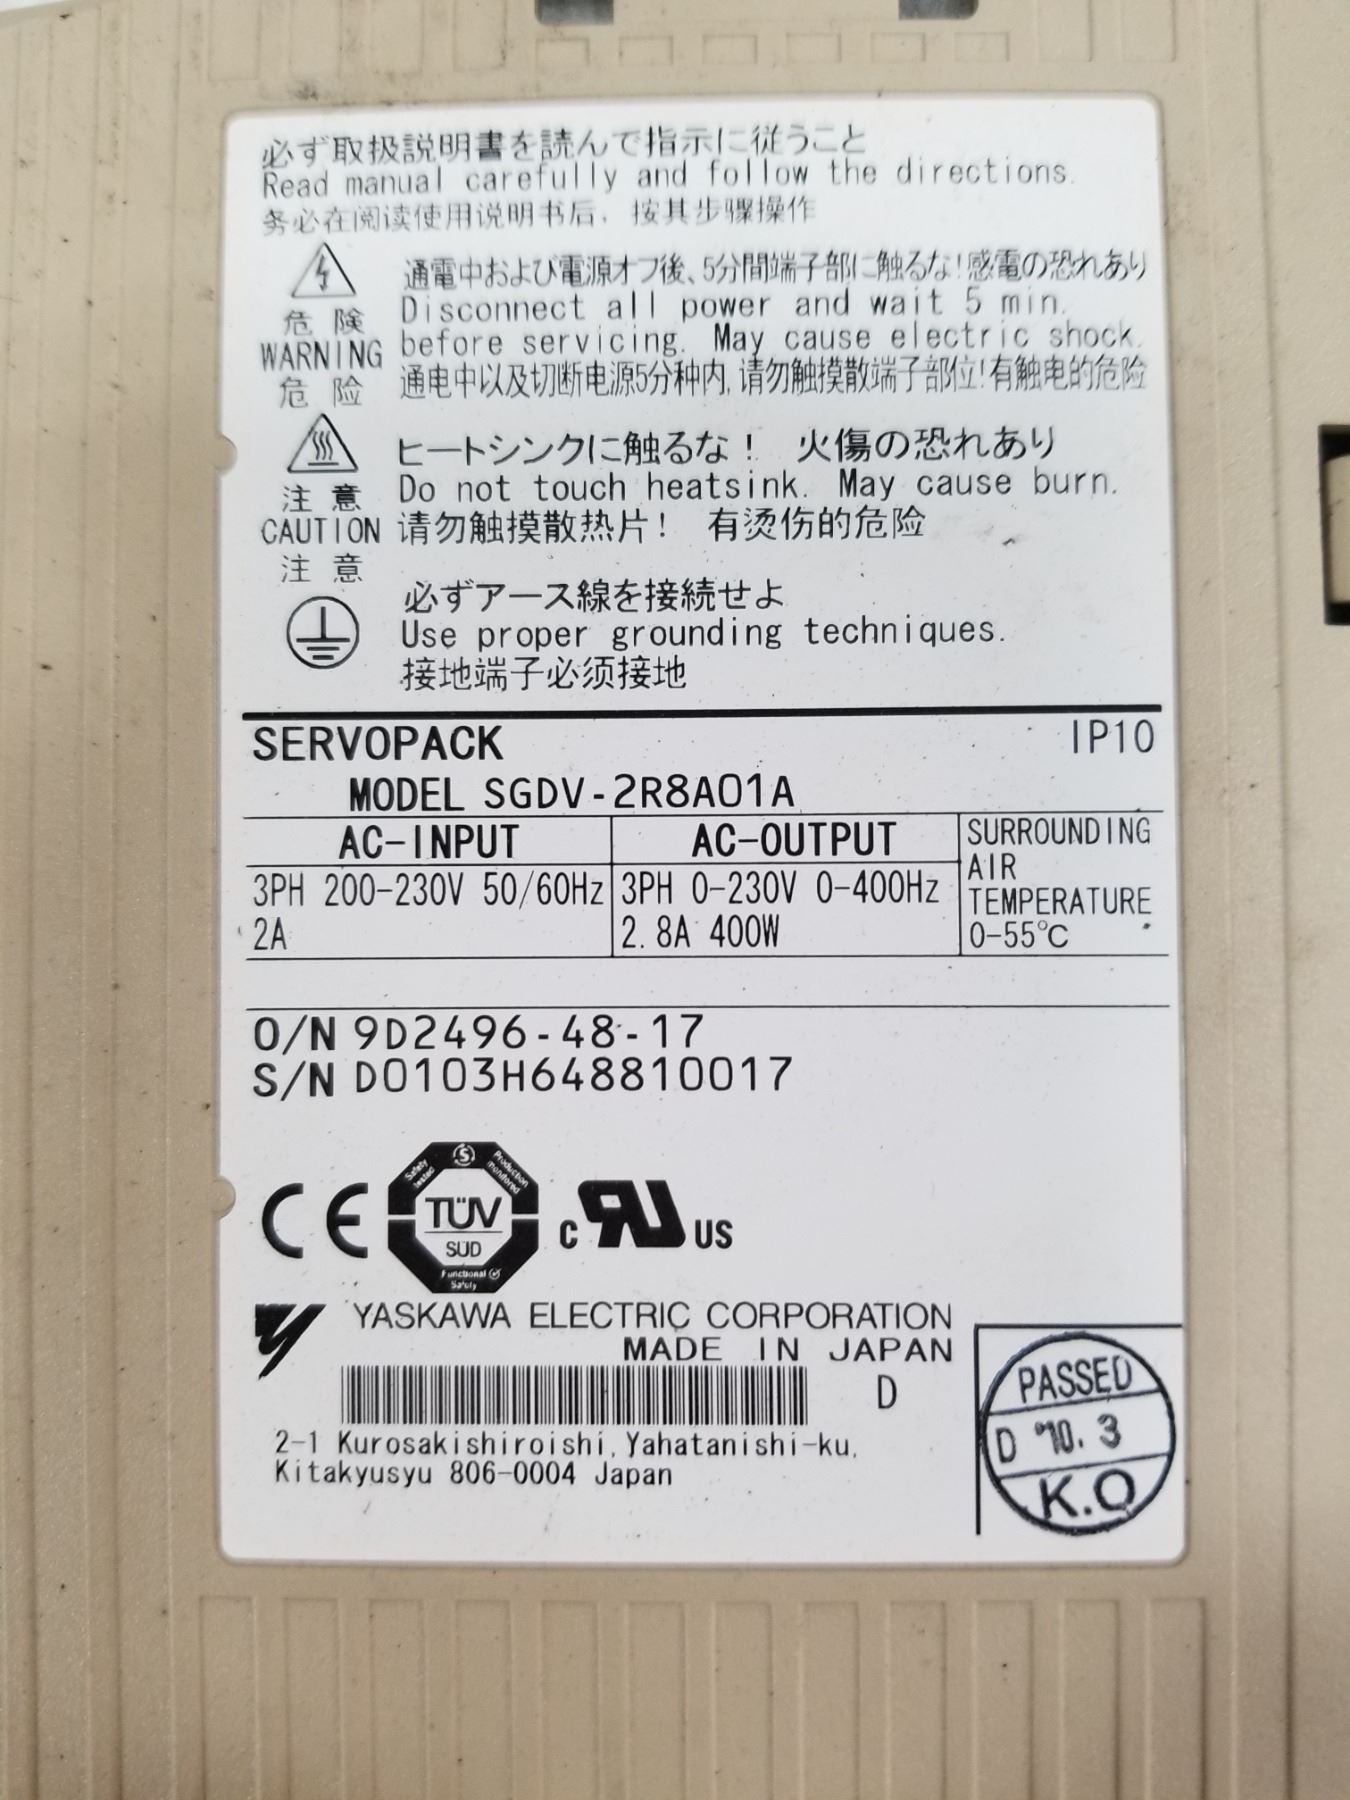 必ず取扱説明書を読んで指示に従うこと
Read manual carefully and follow the directions.
务必在阅读使用说明书后，按其步骤操作
危 険
WARNING
危 险
通電中および電源オフ後、5分間端子部に触るな!感電の恐れあり
Disconnect all power and wait 5 min.
before servicing. May cause electric shock.
通电中以及切断电源5分种内,请勿触摸散端子部位!有触电的危险
注 意
CAUTION
注 意
ヒートシンクに触るな! 火傷の恐れあり
Do not touch heatsink. May cause burn.
请勿触摸散热片! 有烫伤的危险
必ずアース線を接続せよ
Use proper grounding techniques.
接地端子必须接地
SERVOPACK IP10
MODEL SGDV-2R8A01A
AC-INPUT
3PH 200-230V 50/60Hz
2A
AC-OUTPUT
3PH 0-230V 0-400Hz
2.8A 400W
SURROUNDING
AIR
TEMPERATURE
0-55℃
O/N 9D2496-48-17
S/N D0103H648810017
CE
Safety tested
S
Production monitored
TÜV
SÜD
Functional
Safety
c RU US
YASKAWA ELECTRIC CORPORATION
MADE IN JAPAN
D
2-1 Kurosakishiroishi, Yahatanishi-ku,
Kitakyusyu 806-0004 Japan
PASSED
D '10. 3
K.O